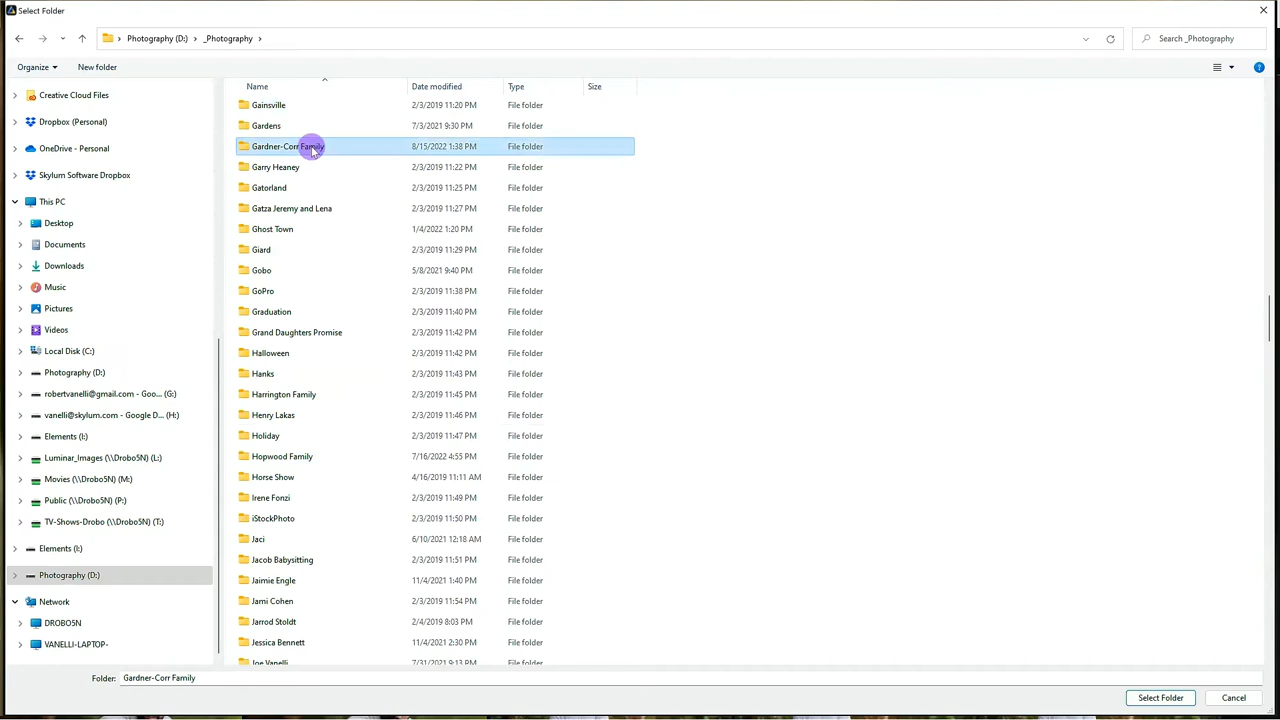 Select Folder
Photography (D:) _Photography
Search _Photography
Organize New folder
Name Date modified Type Size
Creative Cloud Files
Dropbox (Personal)
OneDrive - Personal
Skylum Software Dropbox
This PC
Desktop
Documents
Downloads
Music
Pictures
Videos
Local Disk (C:)
Photography (D:)
robertvanelli@gmail.com - Goo... (G:)
vanelli@skylum.com - Google D... (H:)
Elements (I:)
Luminar_Images (\\Drobo5N) (L:)
Movies (\\Drobo5N) (M:)
Public (\\Drobo5N) (P:)
TV-Shows-Drobo (\\Drobo5N) (T:)
Elements (I:)
Photography (D:)
Network
DROBO5N
VANELLI-LAPTOP-
Gainsville 2/3/2019 11:20 PM File folder
Gardens 7/3/2021 9:30 PM File folder
Gardner-Corr Family 8/15/2022 1:38 PM File folder
Garry Heaney 2/3/2019 11:22 PM File folder
Gatorland 2/3/2019 11:25 PM File folder
Gatza Jeremy and Lena 2/3/2019 11:27 PM File folder
Ghost Town 1/4/2022 1:20 PM File folder
Giard 2/3/2019 11:29 PM File folder
Gobo 5/8/2021 9:40 PM File folder
GoPro 2/3/2019 11:38 PM File folder
Graduation 2/3/2019 11:40 PM File folder
Grand Daughters Promise 2/3/2019 11:42 PM File folder
Halloween 2/3/2019 11:42 PM File folder
Hanks 2/3/2019 11:43 PM File folder
Harrington Family 2/3/2019 11:45 PM File folder
Henry Lakas 2/3/2019 11:46 PM File folder
Holiday 2/3/2019 11:47 PM File folder
Hopwood Family 7/16/2022 4:55 PM File folder
Horse Show 4/16/2019 11:11 AM File folder
Irene Fonzi 2/3/2019 11:49 PM File folder
iStockPhoto 2/3/2019 11:50 PM File folder
Jaci 6/10/2021 12:18 AM File folder
Jacob Babysitting 2/3/2019 11:51 PM File folder
Jaimie Engle 11/4/2021 1:40 PM File folder
Jami Cohen 2/3/2019 11:54 PM File folder
Jarrod Stoldt 2/4/2019 8:03 PM File folder
Jessica Bennett 11/4/2021 2:30 PM File folder
Joe Vanelli 7/31/2021 9:13 PM File folder
Folder: Gardner-Corr Family
Select Folder Cancel